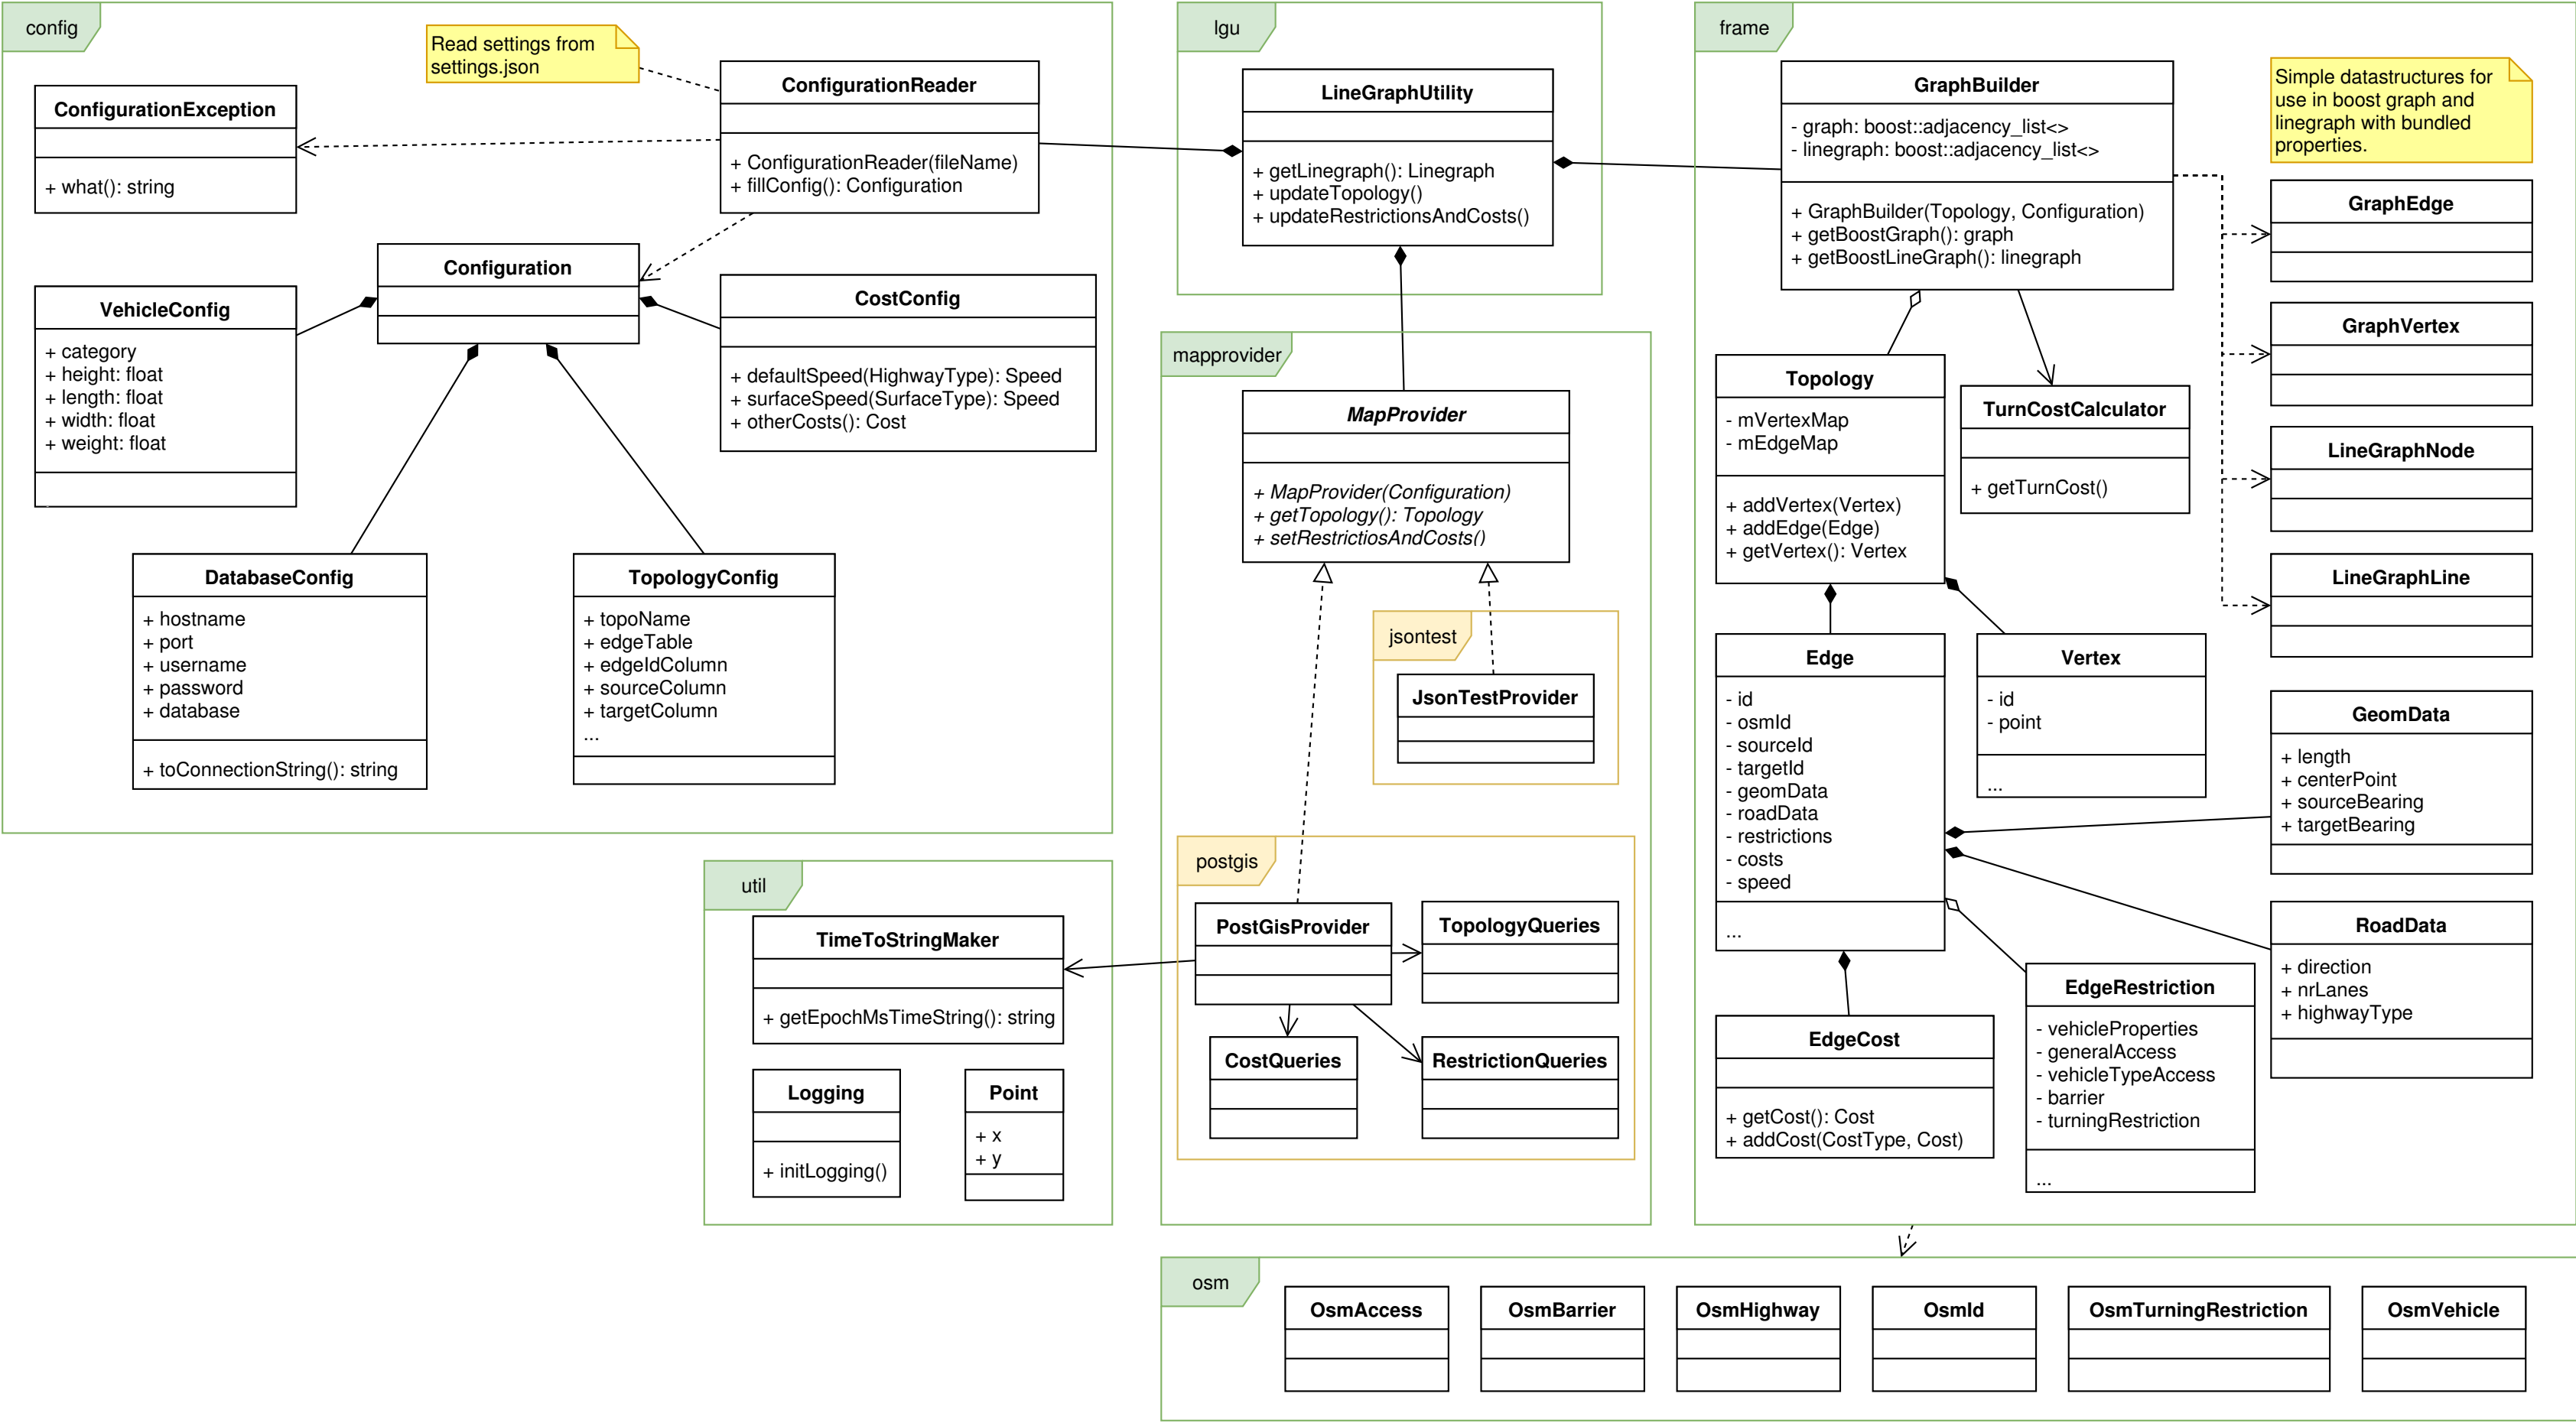 config
Read settings from
settings.json
ConfigurationException
+ what(): string
ConfigurationReader
+ ConfigurationReader(fileName)
+ fillConfig(): Configuration
Configuration
VehicleConfig
+ category
+ height: float
+ length: float
+ width: float
+ weight: float
CostConfig
+ defaultSpeed(HighwayType): Speed
+ surfaceSpeed(SurfaceType): Speed
+ otherCosts(): Cost
DatabaseConfig
+ hostname
+ port
+ username
+ password
+ database
+ toConnectionString(): string
TopologyConfig
+ topoName
+ edgeTable
+ edgeIdColumn
+ sourceColumn
+ targetColumn
...
lgu
LineGraphUtility
+ getLinegraph(): Linegraph
+ updateTopology()
+ updateRestrictionsAndCosts()
mapprovider
MapProvider
+ MapProvider(Configuration)
+ getTopology(): Topology
+ setRestrictiosAndCosts()
jsontest
JsonTestProvider
postgis
PostGisProvider
TopologyQueries
CostQueries
RestrictionQueries
util
TimeToStringMaker
+ getEpochMsTimeString(): string
Logging
+ initLogging()
Point
+ x
+ y
frame
GraphBuilder
- graph: boost::adjacency_list<>
- linegraph: boost::adjacency_list<>
+ GraphBuilder(Topology, Configuration)
+ getBoostGraph(): graph
+ getBoostLineGraph(): linegraph
Simple datastructures for
use in boost graph and
linegraph with bundled
properties.
GraphEdge
GraphVertex
LineGraphNode
LineGraphLine
Topology
- mVertexMap
- mEdgeMap
+ addVertex(Vertex)
+ addEdge(Edge)
+ getVertex(): Vertex
TurnCostCalculator
+ getTurnCost()
Edge
- id
- osmId
- sourceId
- targetId
- geomData
- roadData
- restrictions
- costs
- speed
...
Vertex
- id
- point
...
GeomData
+ length
+ centerPoint
+ sourceBearing
+ targetBearing
RoadData
+ direction
+ nrLanes
+ highwayType
EdgeRestriction
- vehicleProperties
- generalAccess
- vehicleTypeAccess
- barrier
- turningRestriction
...
EdgeCost
+ getCost(): Cost
+ addCost(CostType, Cost)
osm
OsmAccess
OsmBarrier
OsmHighway
OsmId
OsmTurningRestriction
OsmVehicle